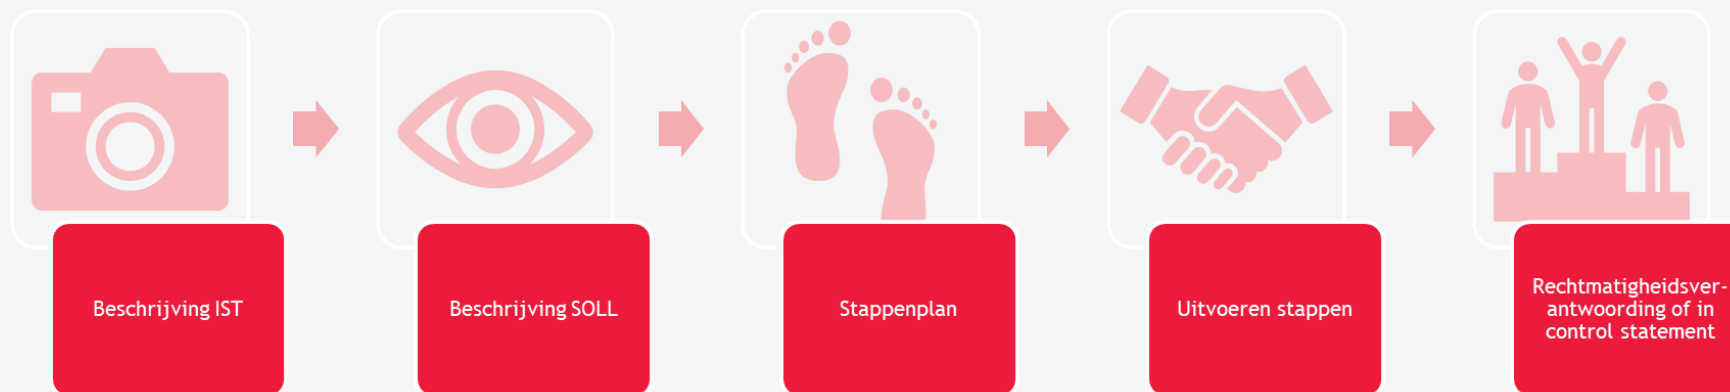 Beschrijving IST
Beschrijving SOLL
Stappenplan
Uitvoeren stappen
Rechtmatigheidsver-
antwoording of in
control statement